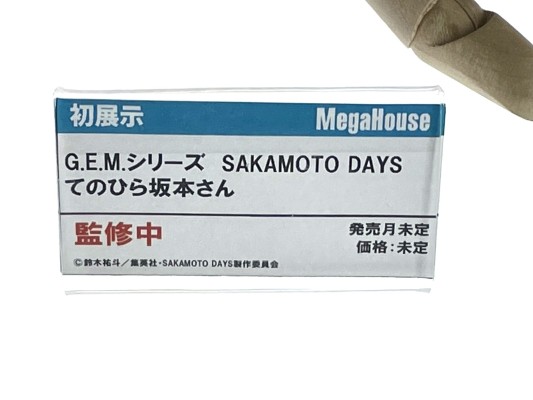 初展示 MegaHouse
G.E.M.シリーズ SAKAMOTO DAYS
てのひら坂本さん
監修中
発売月未定
価格:未定
©鈴木祐斗/集英社・SAKAMOTO DAYS製作委員会